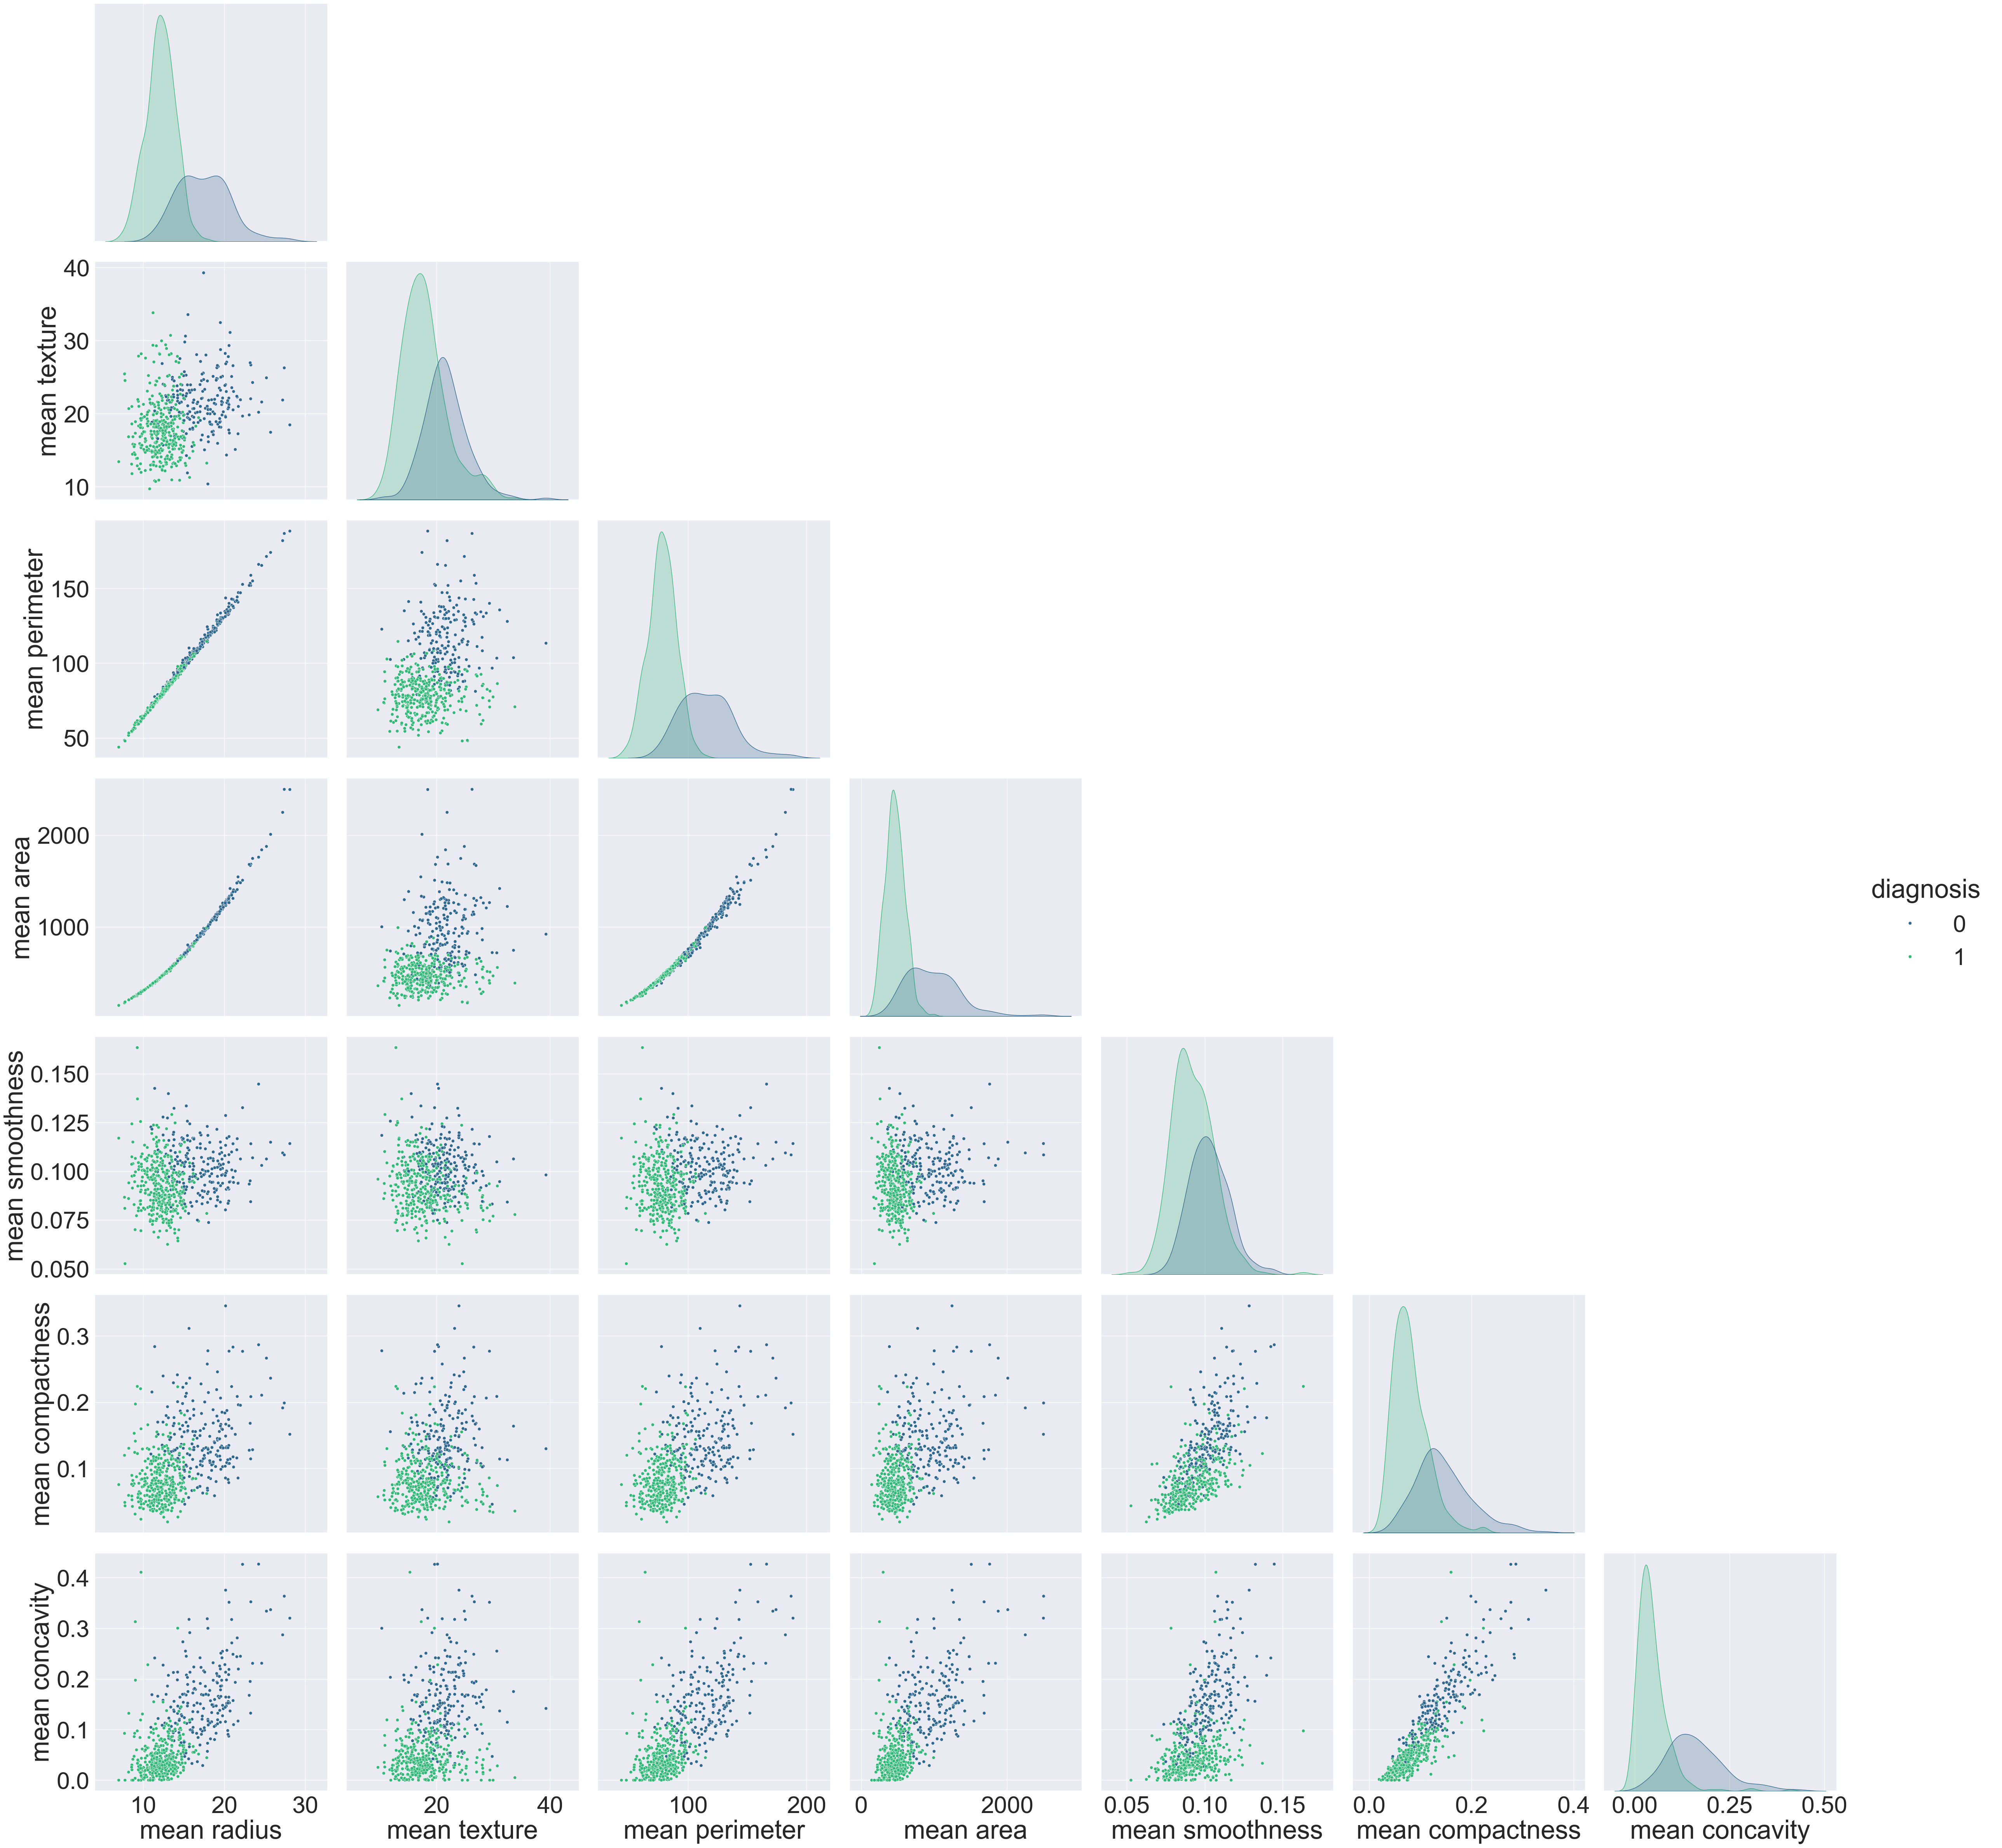 40
30
20
10
mean texture
150
100
50
mean perimeter
2000
1000
mean area
diagnosis
0
1
0.150
0.125
0.100
0.075
0.050
mean smoothness
0.3
0.2
0.1
mean compactness
0.4
0.3
0.2
0.1
0.0
mean concavity
10 30 20 40 100 200 0 2000 0.05 0.10 0.15 0.0 0.2 0.4 0.00 0.25 0.50
mean radius mean texture mean perimeter mean area mean smoothness mean compactness mean concavity